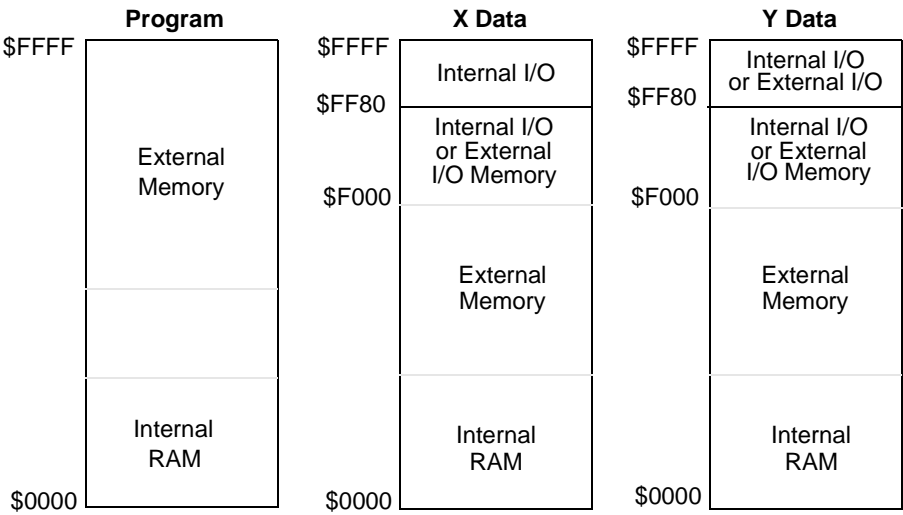 Program
$FFFF
External
Memory
Internal
RAM
$0000
X Data
$FFFF
Internal I/O
$FF80
Internal I/O
or External
I/O Memory
$F000
External
Memory
Internal
RAM
$0000
Y Data
$FFFF
Internal I/O
or External I/O
$FF80
Internal I/O
or External
I/O Memory
$F000
External
Memory
Internal
RAM
$0000